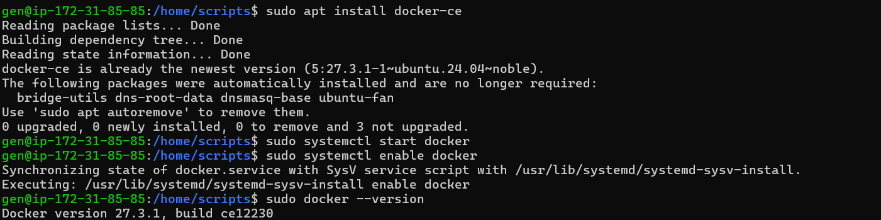 gen@ip-172-31-85-85:/home/scripts$ sudo apt install docker-ce
Reading package lists... Done
Building dependency tree... Done
Reading state information... Done
docker-ce is already the newest version (5:27.3.1-1~ubuntu.24.04~noble).
The following packages were automatically installed and are no longer required:
  bridge-utils dns-root-data dnsmasq-base ubuntu-fan
Use 'sudo apt autoremove' to remove them.
0 upgraded, 0 newly installed, 0 to remove and 3 not upgraded.
gen@ip-172-31-85-85:/home/scripts$ sudo systemctl start docker
gen@ip-172-31-85-85:/home/scripts$ sudo systemctl enable docker
Synchronizing state of docker.service with SysV service script with /usr/lib/systemd/systemd-sysv-install.
Executing: /usr/lib/systemd/systemd-sysv-install enable docker
gen@ip-172-31-85-85:/home/scripts$ sudo docker --version
Docker version 27.3.1, build ce12230